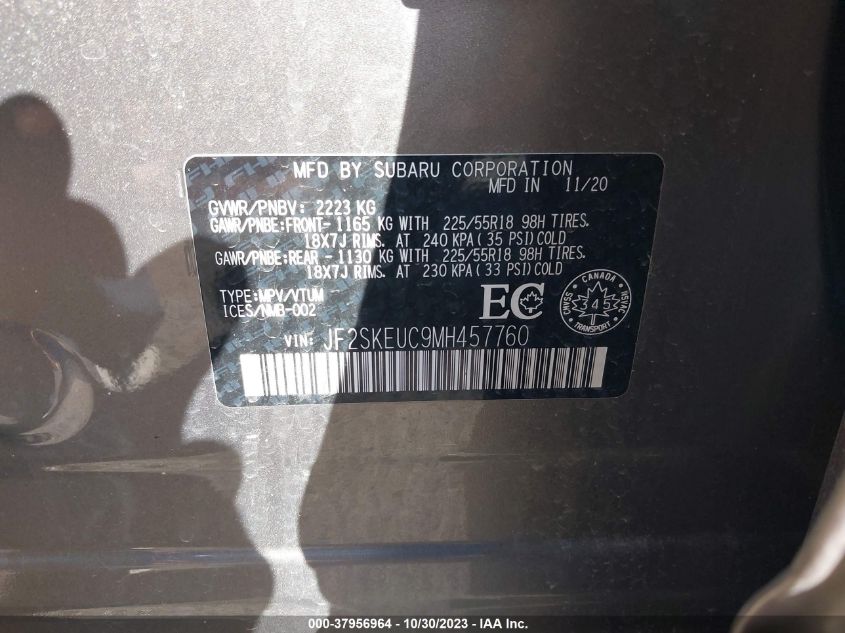 MFD BY SUBARU CORPORATION
MFD IN 11/20
GVWR/PNBV: 2223 KG
GAWR/PNBE:FRONT- 1165 KG WITH 225/55R18 98H TIRES.
18X7J RIMS. AT 240 KPA(35 PSI)COLD
GAWR/PNBE:REAR - 1130 KG WITH 225/55R18 98H TIRES.
18X7J RIMS. AT 230 KPA(33 PSI)COLD
TYPE:MPV/VTUM
ICES/NMB-002
EC
CANADA
CMVSS
345
NSVAC
TRANSPORT
VIN: JF2SKEUC9MH457760
000-37956964 - 10/30/2023 - IAA Inc.